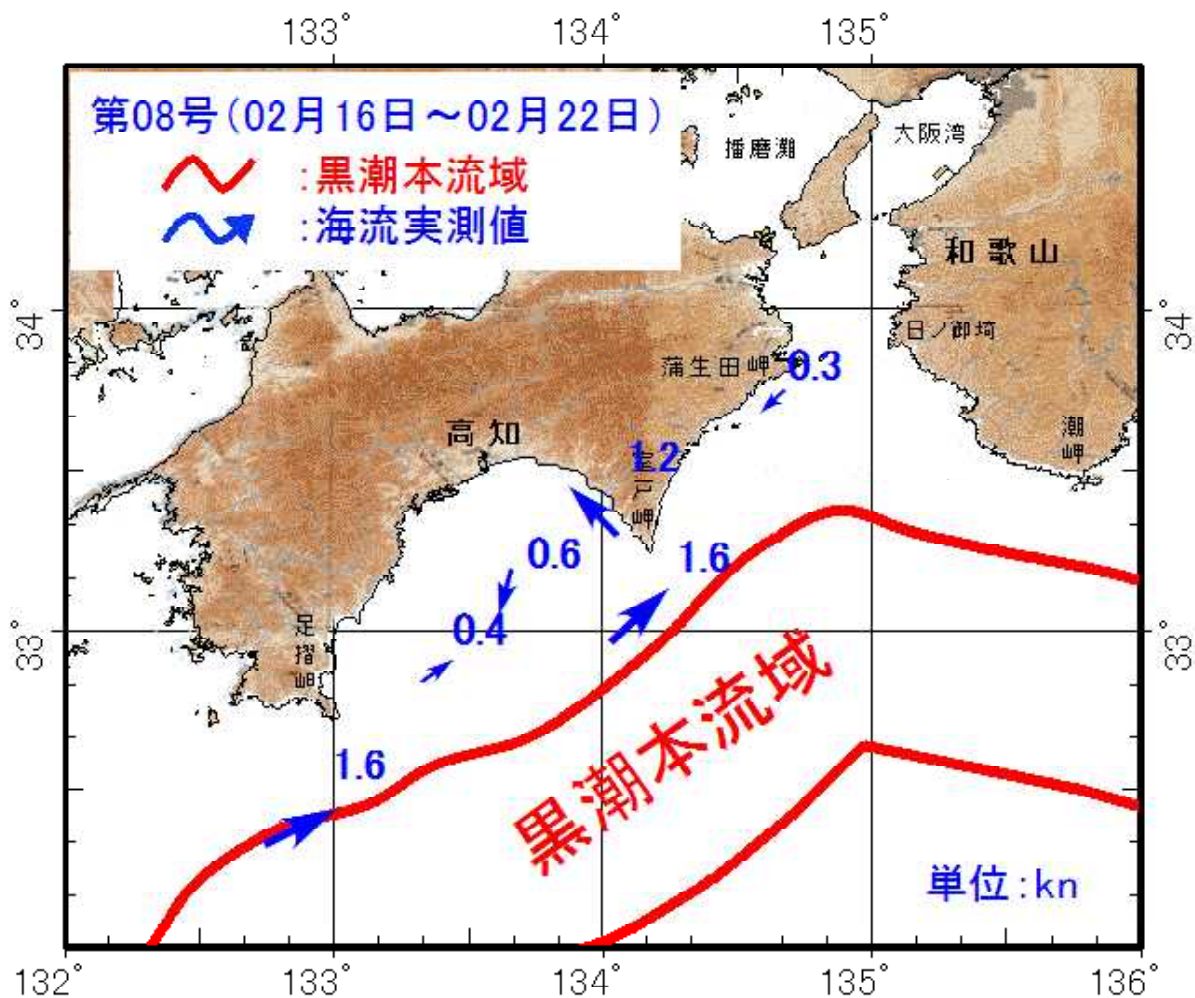 133°
134°
135°
第08号(02月16日～02月22日)
:黒潮本流域
:海流実測値
播磨灘
大阪湾
和歌山
34°
34°
日ノ御埼
蒲生田岬
0.3
高知
潮岬
1.2
室戸岬
0.6
1.6
33°
33°
0.4
足摺岬
黒潮本流域
1.6
単位:kn
132°
133°
134°
135°
136°